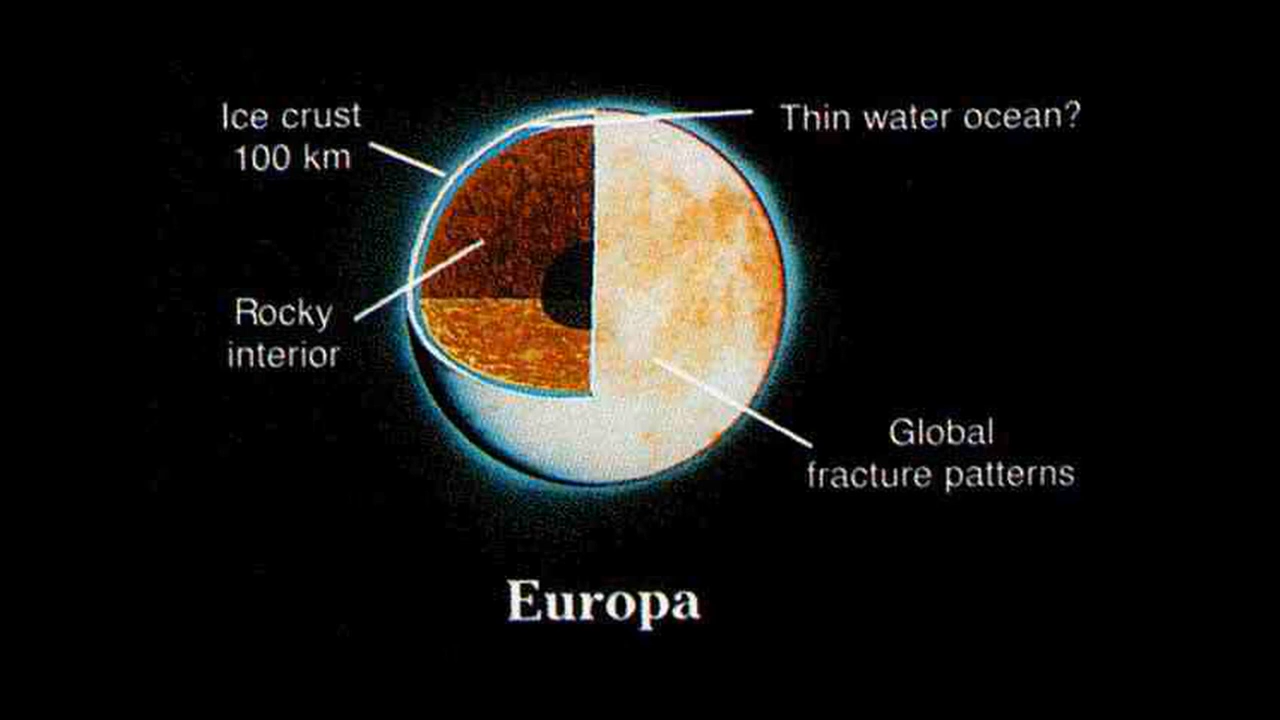 Ice crust
100 km
Thin water ocean?
Rocky
interior
Global
fracture patterns
Europa